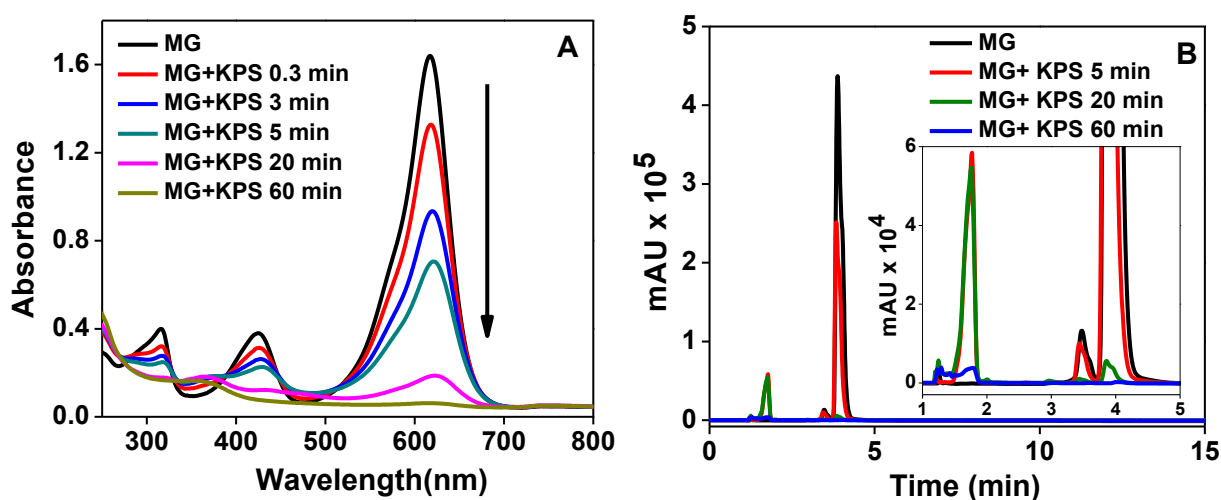 A
MG
MG+KPS 0.3 min
MG+KPS 3 min
MG+KPS 5 min
MG+KPS 20 min
MG+KPS 60 min
Absorbance
1.6
1.2
0.8
0.4
0.0
300 400 500 600 700 800
Wavelength(nm)
B
MG
MG+ KPS 5 min
MG+ KPS 20 min
MG+ KPS 60 min
mAU x 10⁵
5
4
3
2
1
0
0 5 10 15
Time (min)
mAU x 10⁴
6
4
2
0
1 2 3 4 5